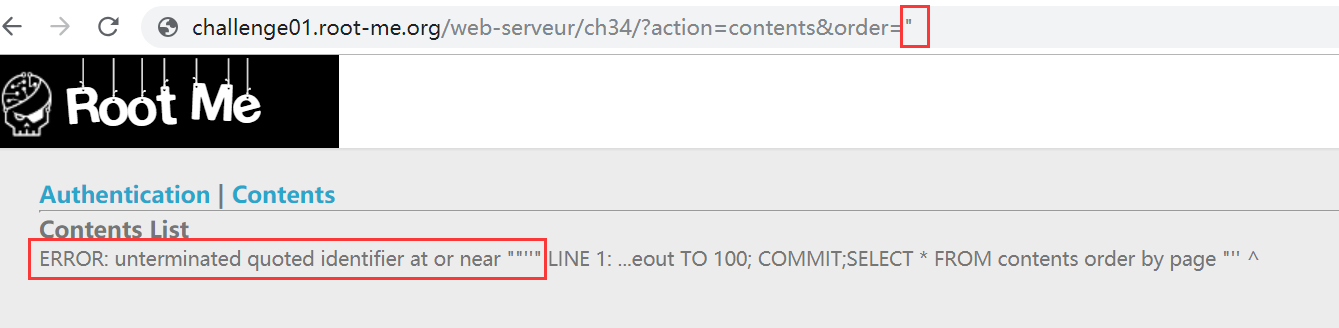 challenge01.root-me.org/web-serveur/ch34/?action=contents&order="
Root Me
Authentication | Contents
Contents List
ERROR: unterminated quoted identifier at or near """''" LINE 1: ...eout TO 100; COMMIT;SELECT * FROM contents order by page "'' ^